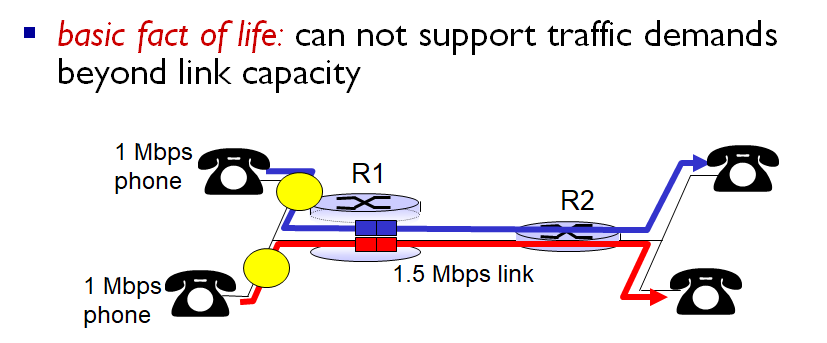 basic fact of life: can not support traffic demands
beyond link capacity
1 Mbps
phone
R1
R2
1.5 Mbps link
1 Mbps
phone